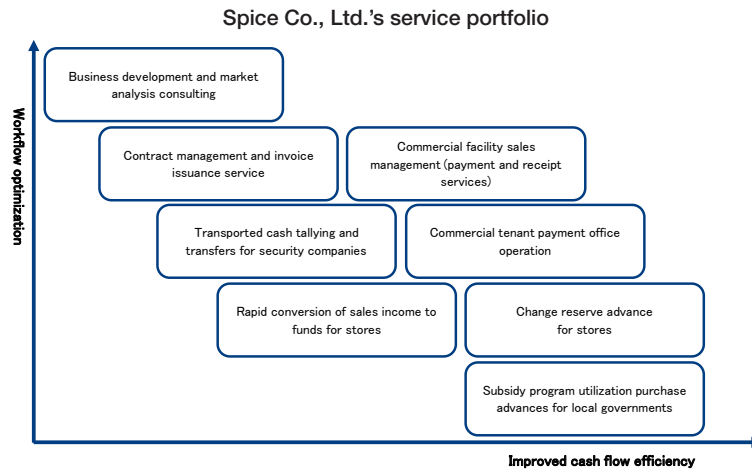 Spice Co., Ltd.'s service portfolio
Workflow optimization
Business development and market
analysis consulting
Contract management and invoice
issuance service
Commercial facility sales
management (payment and receipt
services)
Transported cash tallying and
transfers for security companies
Commercial tenant payment office
operation
Rapid conversion of sales income to
funds for stores
Change reserve advance
for stores
Subsidy program utilization purchase
advances for local governments
Improved cash flow efficiency